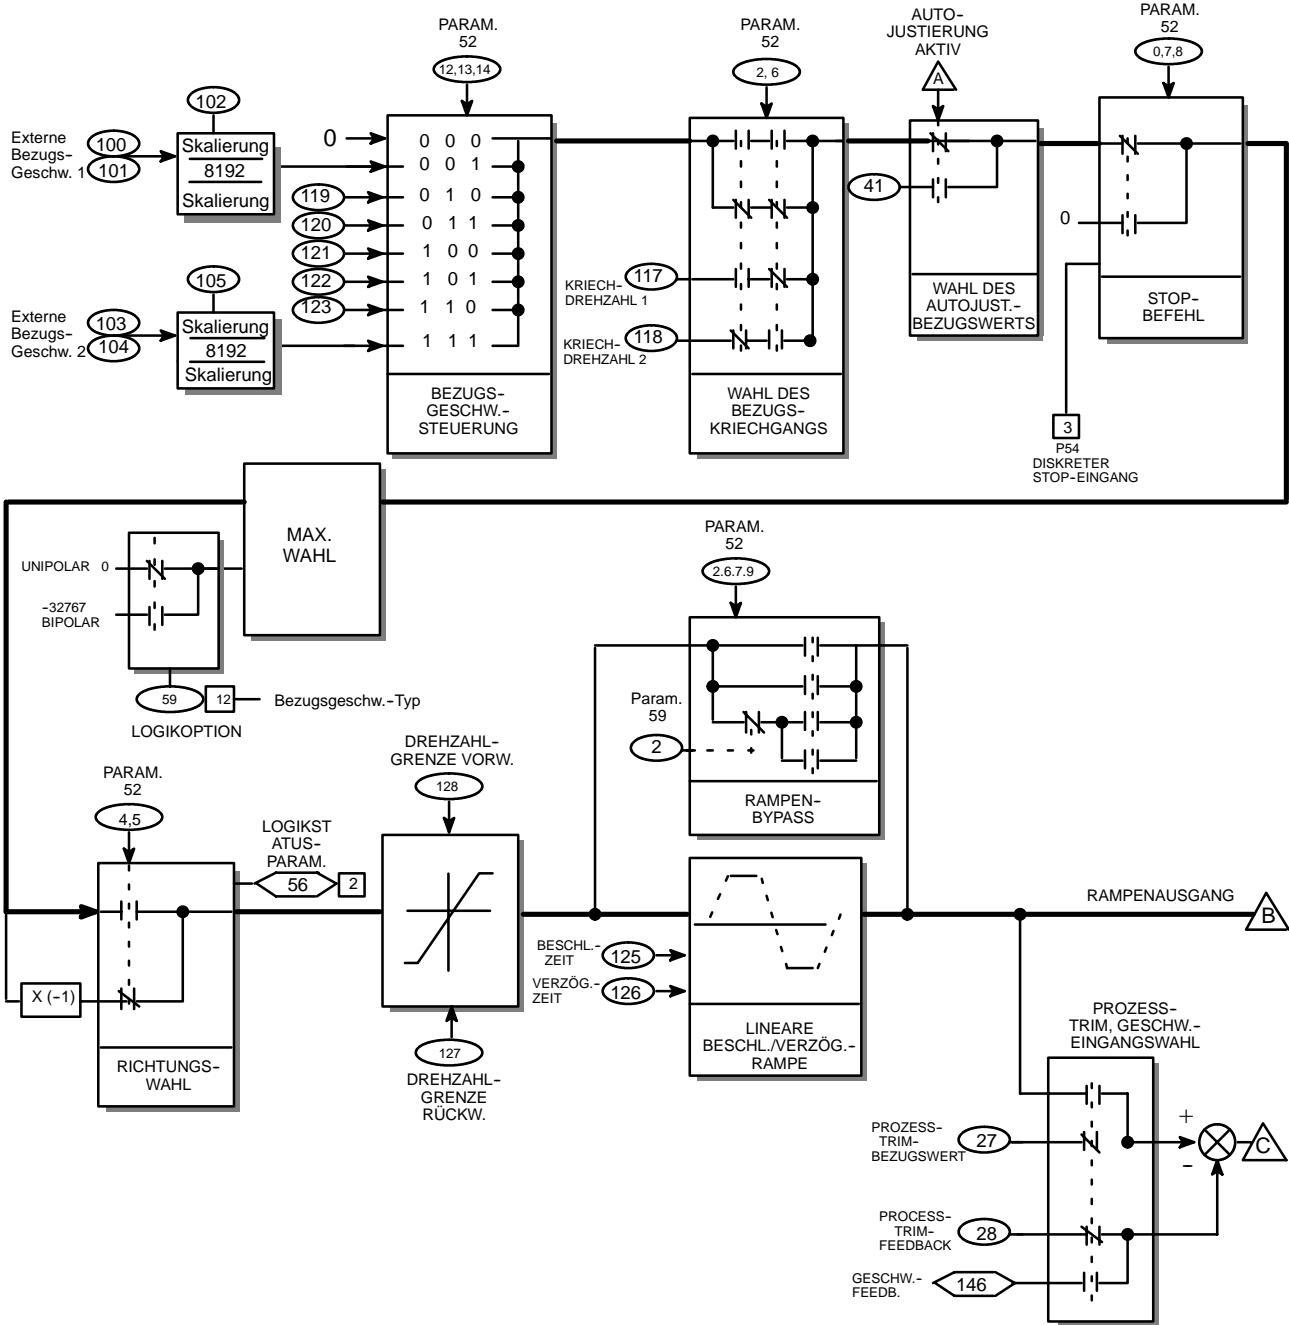 PARAM.
52
12,13,14
PARAM.
52
2, 6
AUTO-
JUSTIERUNG
AKTIV
A
PARAM.
52
0,7,8
102
Externe
Bezugs-
Geschw. 1
100
101
Skalierung
8192
Skalierung
0
0 0 0
0 0 1
119
0 1 0
120
0 1 1
121
1 0 0
122
1 0 1
123
1 1 0
1 1 1
105
Externe
Bezugs-
Geschw. 2
103
104
Skalierung
8192
Skalierung
BEZUGS-
GESCHW.-
STEUERUNG
KRIECH-
DREHZAHL 1
117
KRIECH-
DREHZAHL 2
118
WAHL DES
BEZUGS-
KRIECHGANGS
41
WAHL DES
AUTOJUST.-
BEZUGSWERTS
0
STOP-
BEFEHL
3
P54
DISKRETER
STOP-EINGANG
MAX.
WAHL
UNIPOLAR 0
-32767
BIPOLAR
59
12
Bezugsgeschw.-Typ
LOGIKOPTION
PARAM.
52
2.6.7.9
Param.
59
2
RAMPEN-
BYPASS
PARAM.
52
4,5
LOGIKST
ATUS-
PARAM.
56
2
X (-1)
RICHTUNGS-
WAHL
DREHZAHL-
GRENZE VORW.
128
127
DREHZAHL-
GRENZE
RÜCKW.
BESCHL.-
ZEIT
125
VERZÖG.-
ZEIT
126
LINEARE
BESCHL./VERZÖG.-
RAMPE
RAMPENAUSGANG
B
PROZESS-
TRIM, GESCHW.-
EINGANGSWAHL
PROZESS-
TRIM-
BEZUGSWERT
27
+
-
C
PROCESS-
TRIM-
FEEDBACK
28
GESCHW.-
FEEDB.
146